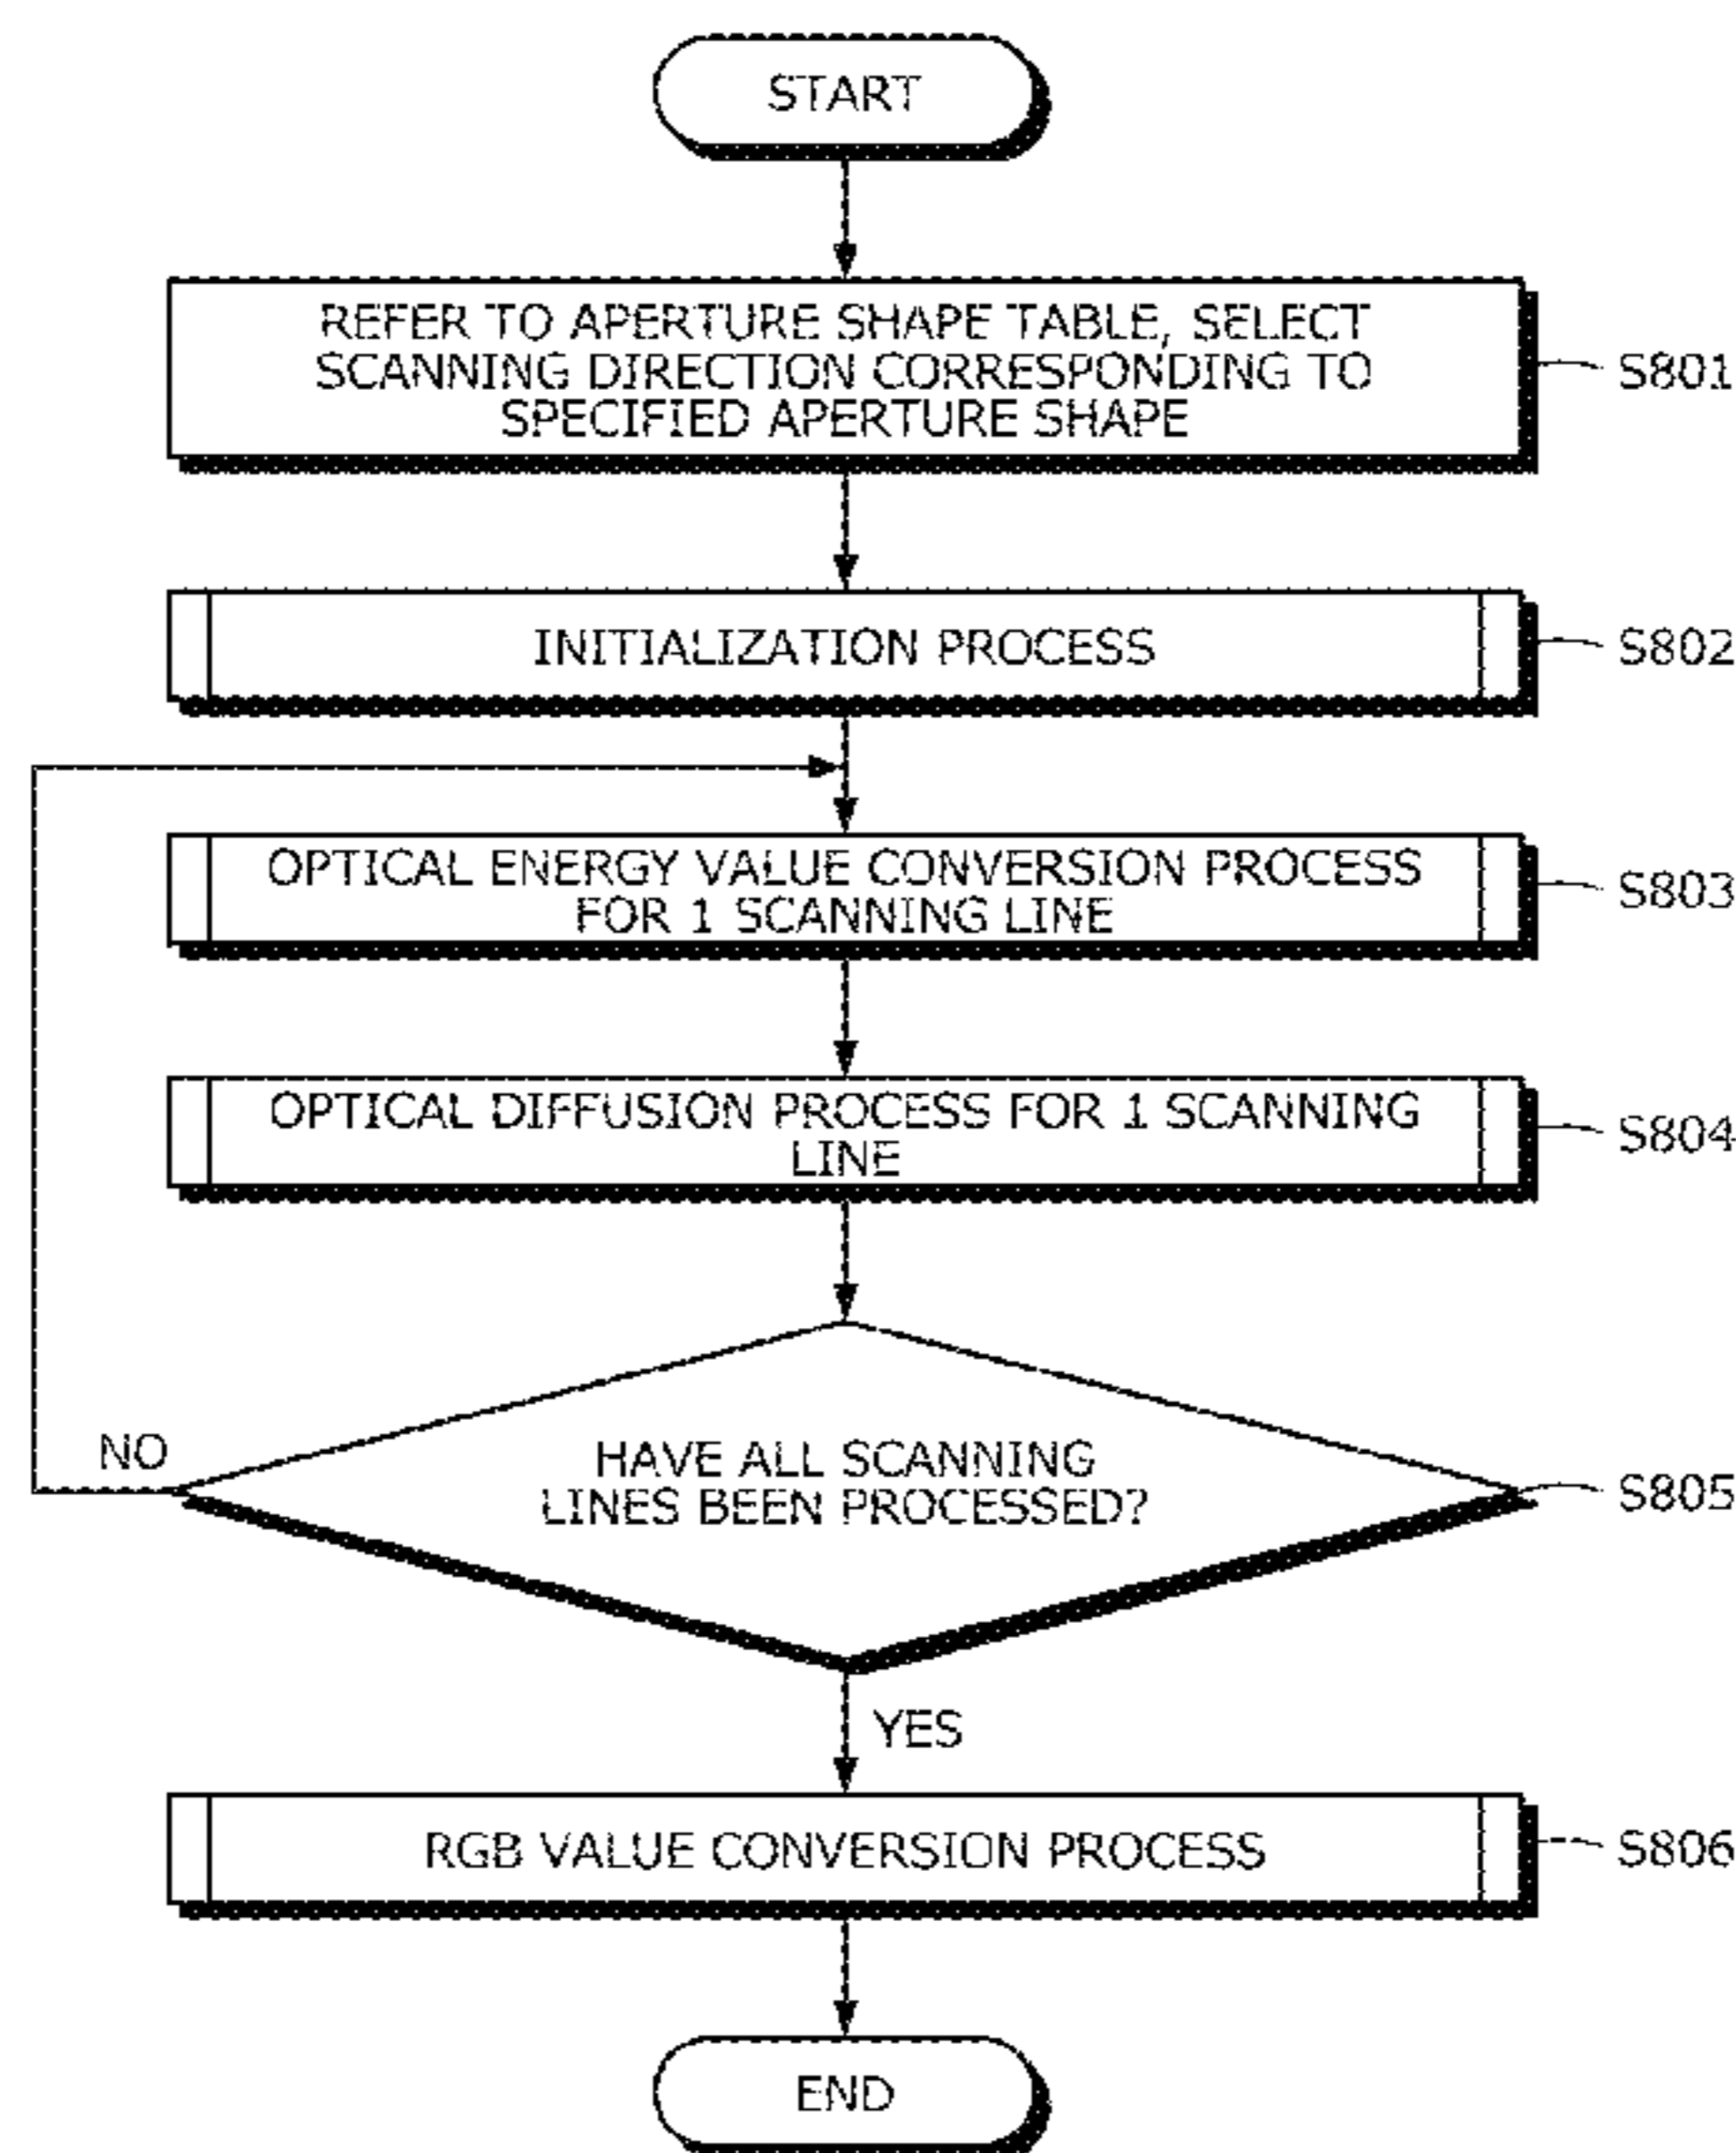 START
REFER TO APERTURE SHAPE TABLE, SELECT
SCANNING DIRECTION CORRESPONDING TO
SPECIFIED APERTURE SHAPE
S801
INITIALIZATION PROCESS
S802
OPTICAL ENERGY VALUE CONVERSION PROCESS
FOR 1 SCANNING LINE
S803
OPTICAL DIFFUSION PROCESS FOR 1 SCANNING
LINE
S804
NO
HAVE ALL SCANNING
LINES BEEN PROCESSED?
S805
YES
RGB VALUE CONVERSION PROCESS
S806
END